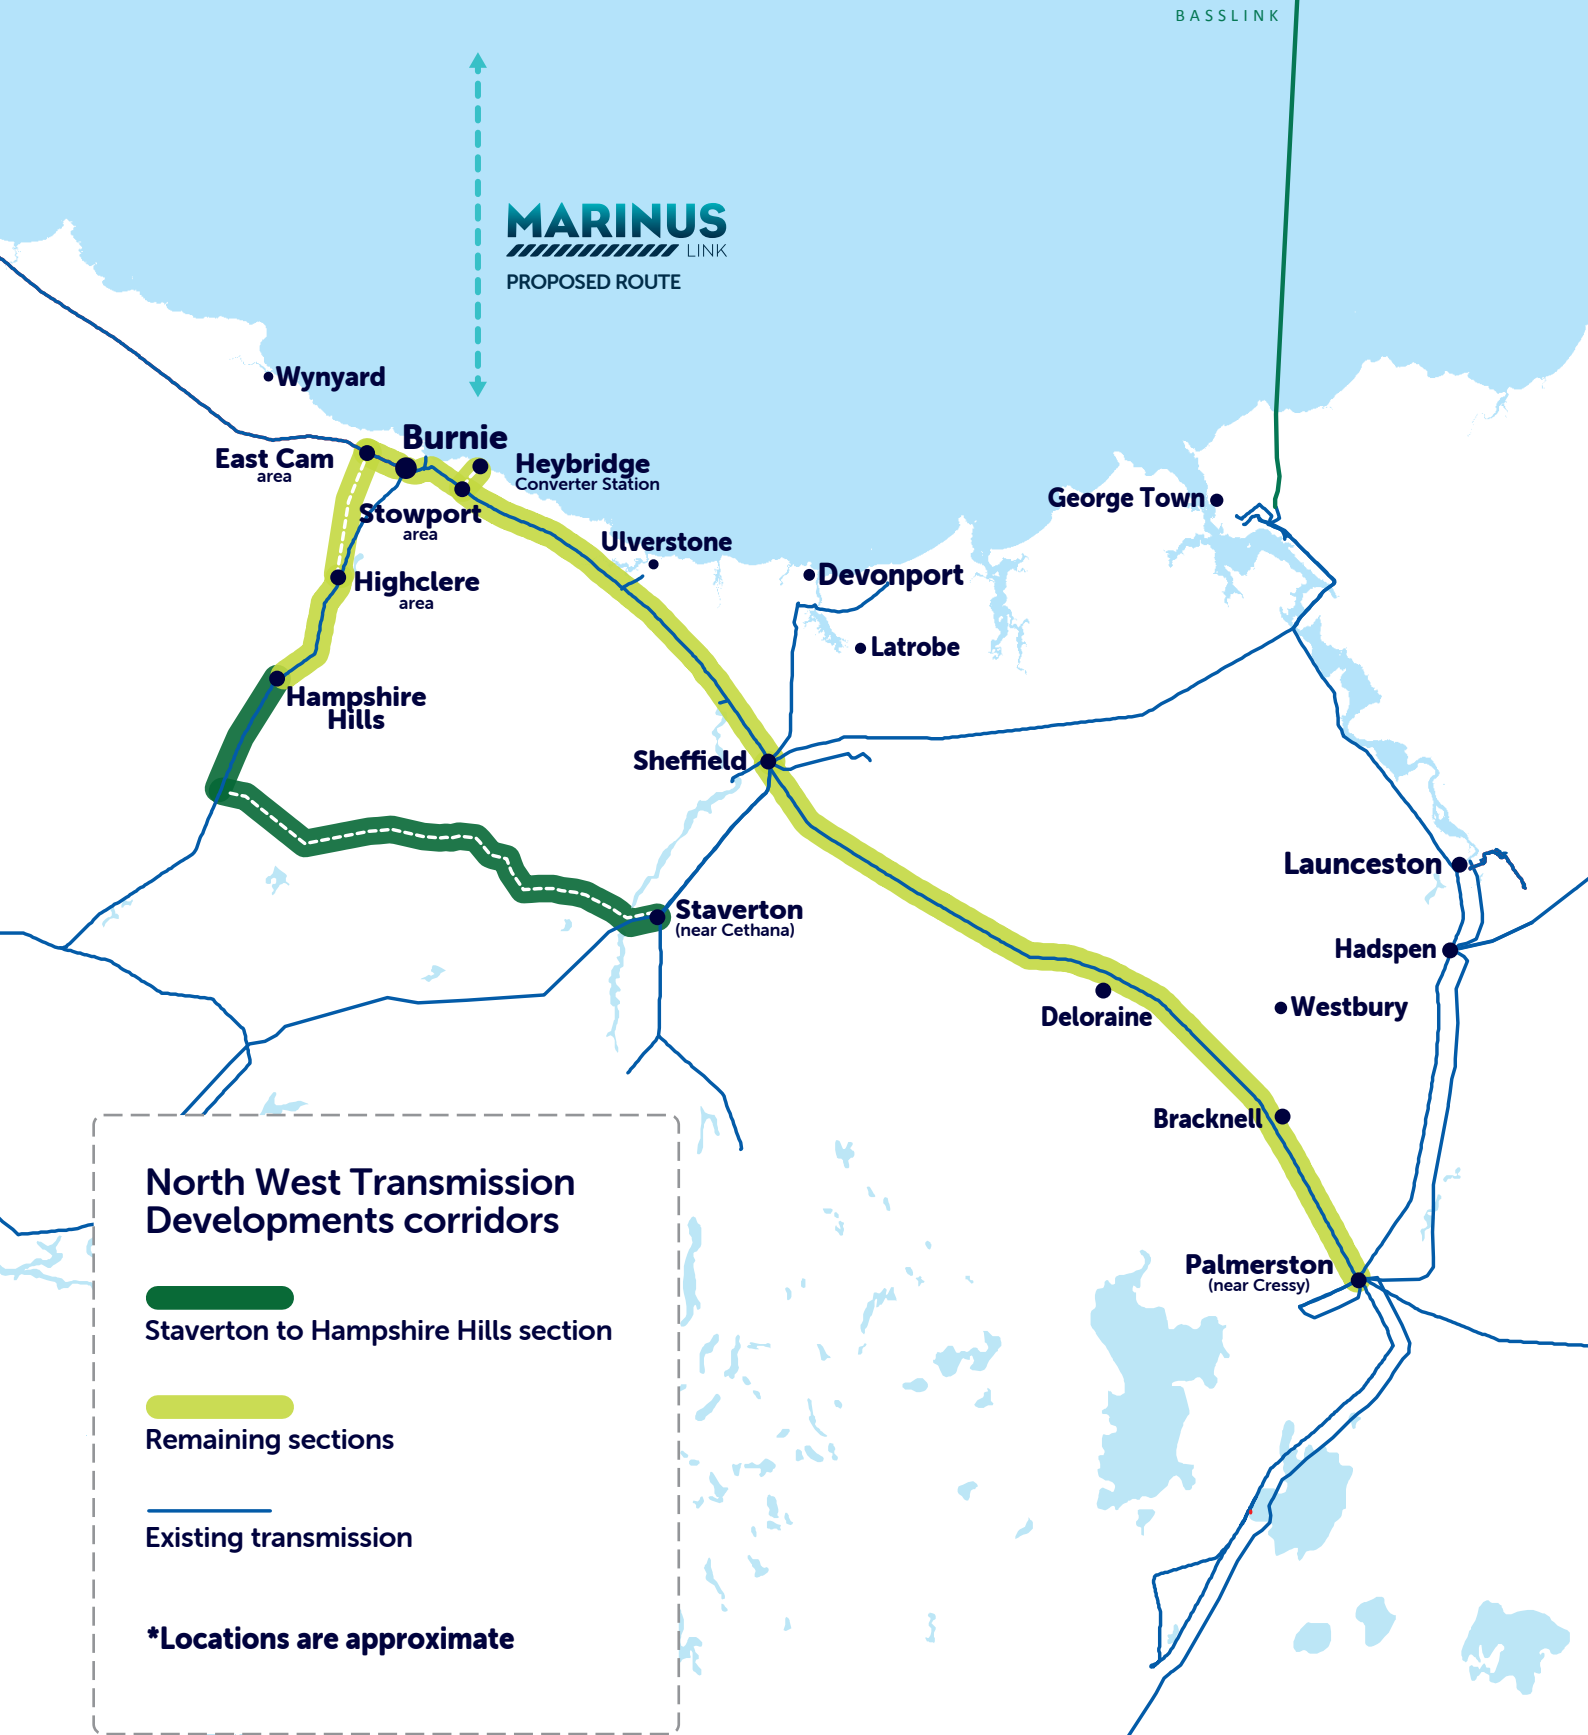 BASSLINK
MARINUS
LINK
PROPOSED ROUTE
Wynyard
Burnie
East Cam
area
Heybridge
Converter Station
George Town
Stowport
area
Ulverstone
Devonport
Highclere
area
Latrobe
Hampshire
Hills
Sheffield
Launceston
Staverton
(near Cethana)
Hadspen
Westbury
Deloraine
Bracknell
Palmerston
(near Cressy)
North West Transmission
Developments corridors
Staverton to Hampshire Hills section
Remaining sections
Existing transmission
*Locations are approximate